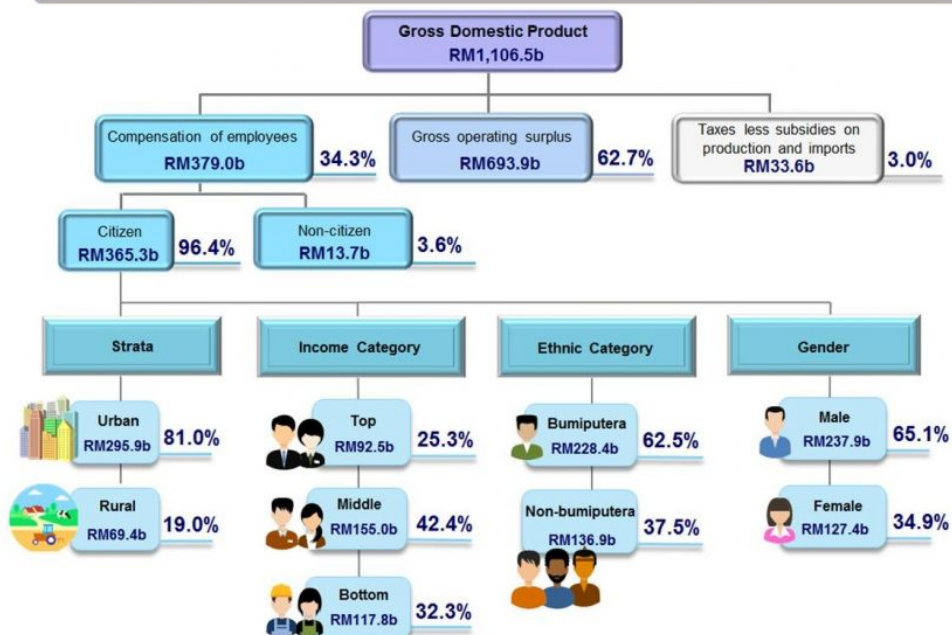 Gross Domestic Product
RM1,106.5b
Compensation of employees
RM379.0b
34.3%
Gross operating surplus
RM693.9b
62.7%
Taxes less subsidies on
production and imports
RM33.6b
3.0%
Citizen
RM365.3b
96.4%
Non-citizen
RM13.7b
3.6%
Strata
Income Category
Ethnic Category
Gender
Urban
RM295.9b
81.0%
Top
RM92.5b
25.3%
Bumiputera
RM228.4b
62.5%
Male
RM237.9b
65.1%
Rural
RM69.4b
19.0%
Middle
RM155.0b
42.4%
Non-bumiputera
RM136.9b
37.5%
Female
RM127.4b
34.9%
Bottom
RM117.8b
32.3%